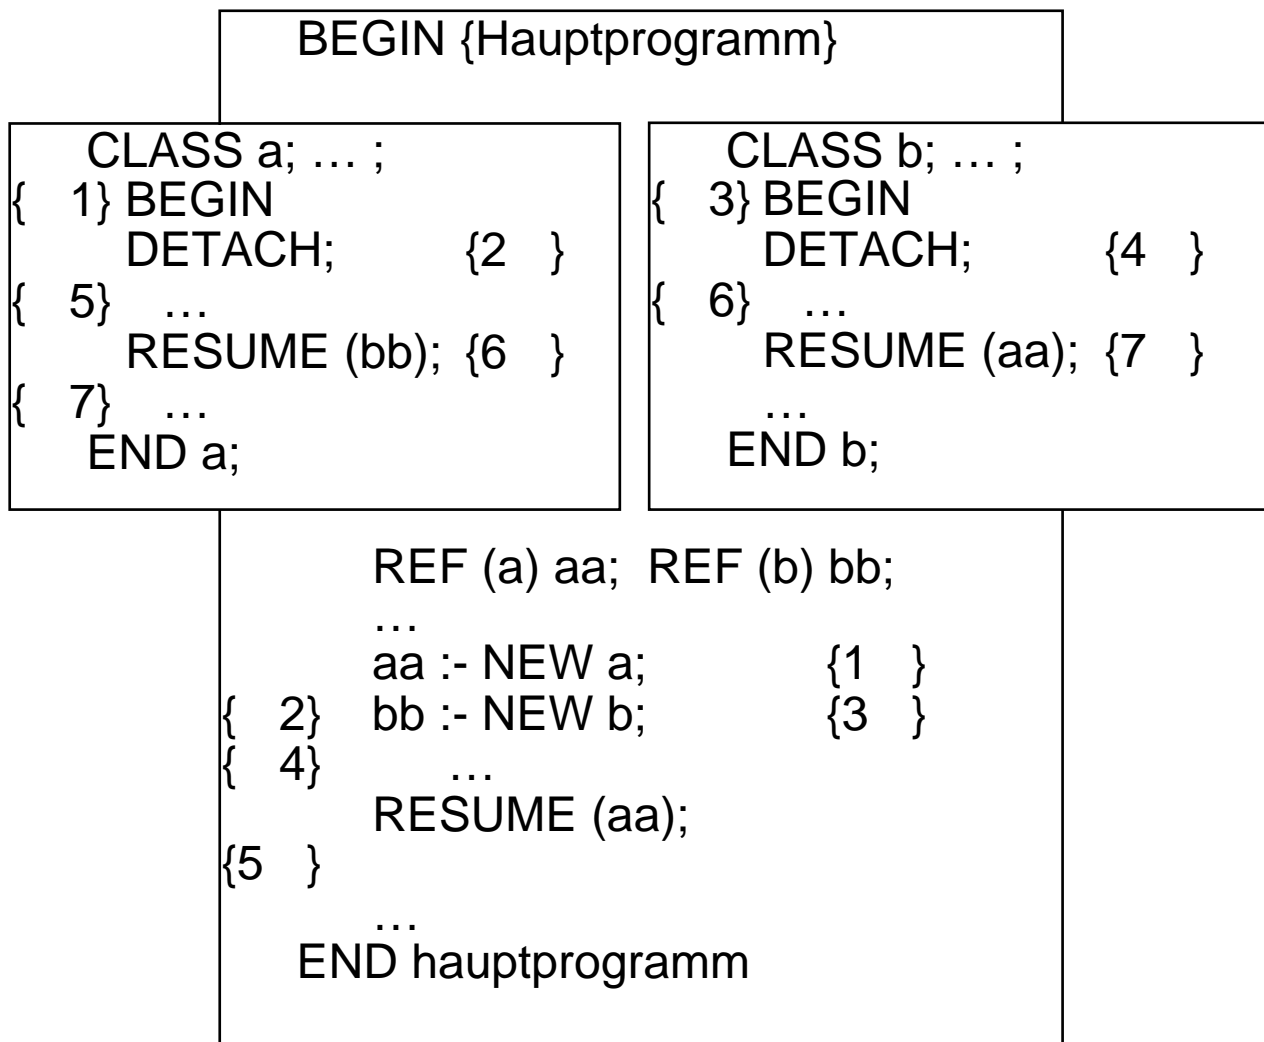 BEGIN {Hauptprogramm}
CLASS a; … ;
{ 1} BEGIN
DETACH; {2 }
{ 5} …
RESUME (bb); {6 }
{ 7} …
END a;
CLASS b; … ;
{ 3} BEGIN
DETACH; {4 }
{ 6} …
RESUME (aa); {7 }
…
END b;
REF (a) aa; REF (b) bb;
…
aa :- NEW a; {1 }
{ 2} bb :- NEW b; {3 }
{ 4} …
RESUME (aa);
{5 }
…
END hauptprogramm